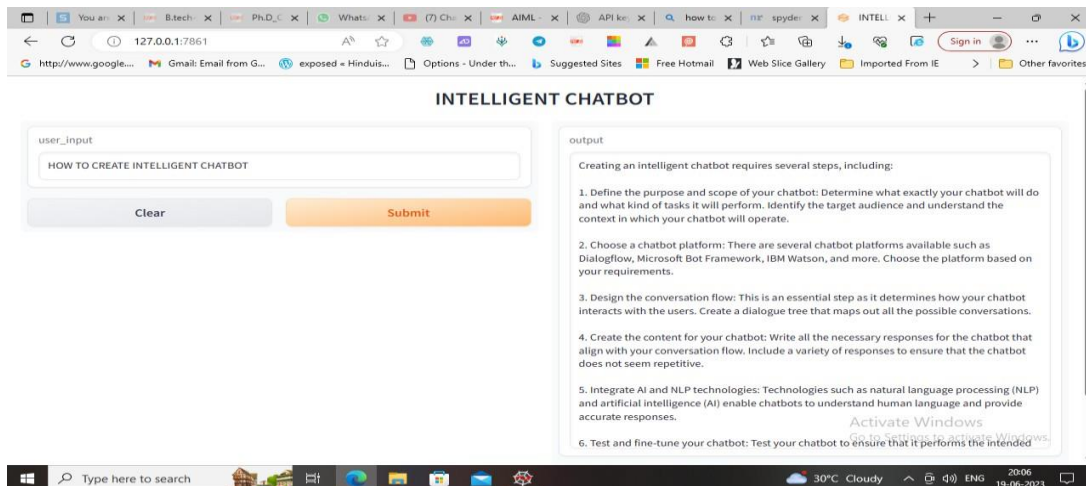 You an
B.tech-
Ph.D_C
Whats
(7) Ch
AIML -
API key
how to
spyder
INTELL
127.0.0.1:7861
Sign in
http://www.google....
Gmail: Email from G...
exposed « Hinduis...
Options - Under th...
Suggested Sites
Free Hotmail
Web Slice Gallery
Imported From IE
Other favorites
INTELLIGENT CHATBOT
user_input
HOW TO CREATE INTELLIGENT CHATBOT
Clear
Submit
output
Creating an intelligent chatbot requires several steps, including:
1. Define the purpose and scope of your chatbot: Determine what exactly your chatbot will do
and what kind of tasks it will perform. Identify the target audience and understand the
context in which your chatbot will operate.
2. Choose a chatbot platform: There are several chatbot platforms available such as
Dialogflow, Microsoft Bot Framework, IBM Watson, and more. Choose the platform based on
your requirements.
3. Design the conversation flow: This is an essential step as it determines how your chatbot
interacts with the users. Create a dialogue tree that maps out all the possible conversations.
4. Create the content for your chatbot: Write all the necessary responses for the chatbot that
align with your conversation flow. Include a variety of responses to ensure that the chatbot
does not seem repetitive.
5. Integrate AI and NLP technologies: Technologies such as natural language processing (NLP)
and artificial intelligence (AI) enable chatbots to understand human language and provide
accurate responses.
6. Test and fine-tune your chatbot: Test your chatbot to ensure that it performs the intended
Activate Windows
Go to Settings to activate Windows.
Type here to search
30°C Cloudy
ENG
20:06
19-06-2023